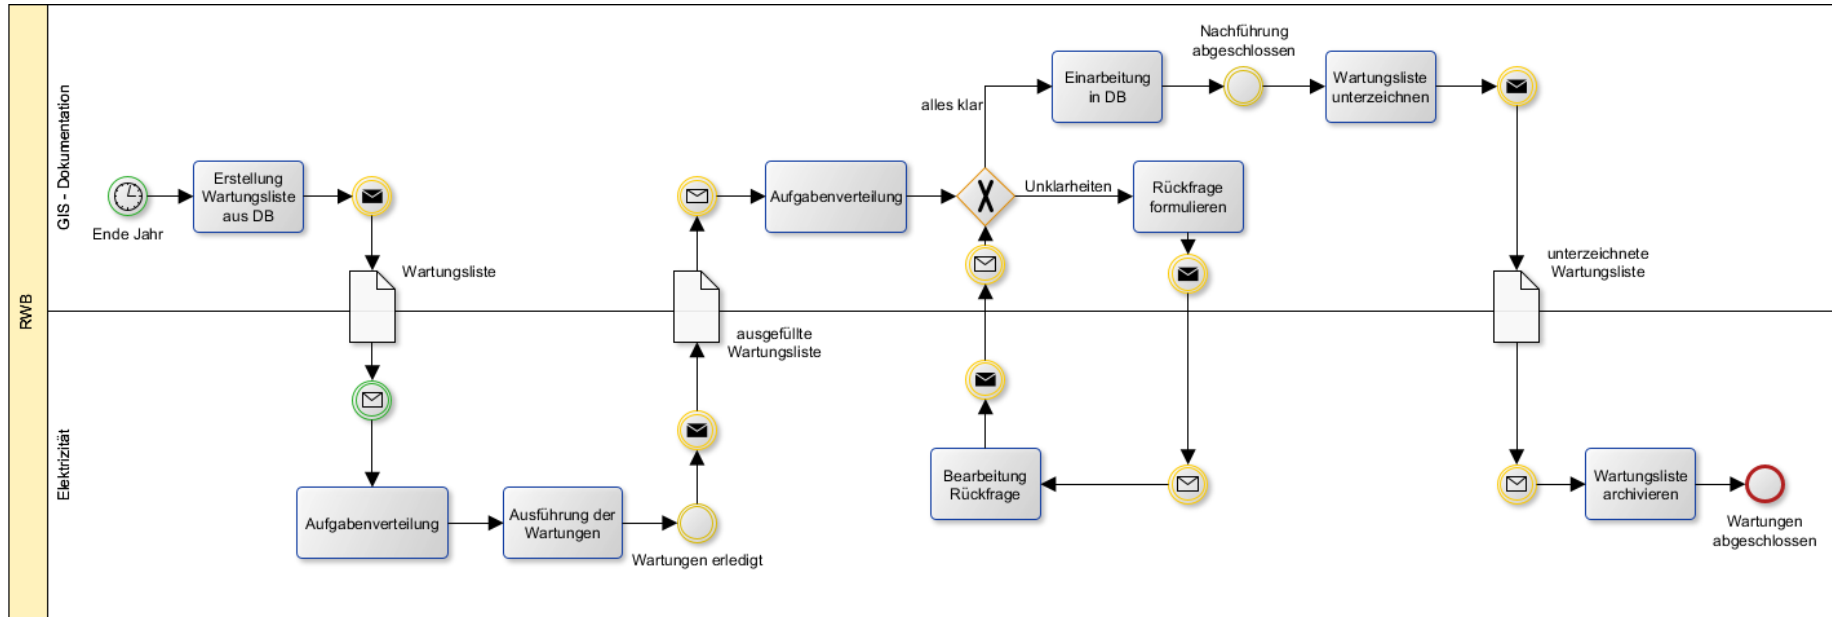 RWB
GIS - Dokumentation
Elektrizität
Ende Jahr
Erstellung
Wartungsliste
aus DB
Wartungsliste
Aufgabenverteilung
Ausführung der
Wartungen
Wartungen erledigt
ausgefüllte
Wartungsliste
Aufgabenverteilung
alles klar
Unklarheiten
Einarbeitung
in DB
Nachführung
abgeschlossen
Wartungsliste
unterzeichnen
Rückfrage
formulieren
Bearbeitung
Rückfrage
unterzeichnete
Wartungsliste
Wartungsliste
archivieren
Wartungen
abgeschlossen